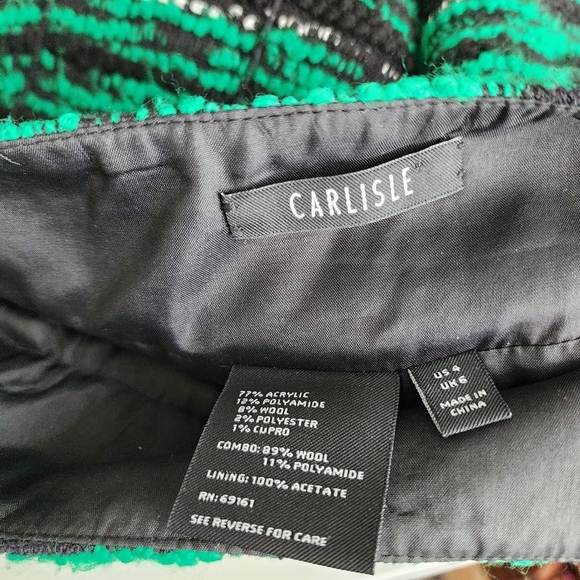 CARLISLE
77% ACRYLIC
12% POLYAMIDE
8% WOOL
2% POLYESTER
1% CUPRO
COMBO: 89% WOOL
11% POLYAMIDE
LINING: 100% ACETATE
RN: 69161
SEE REVERSE FOR CARE
US 4
UK 6
MADE IN
CHINA